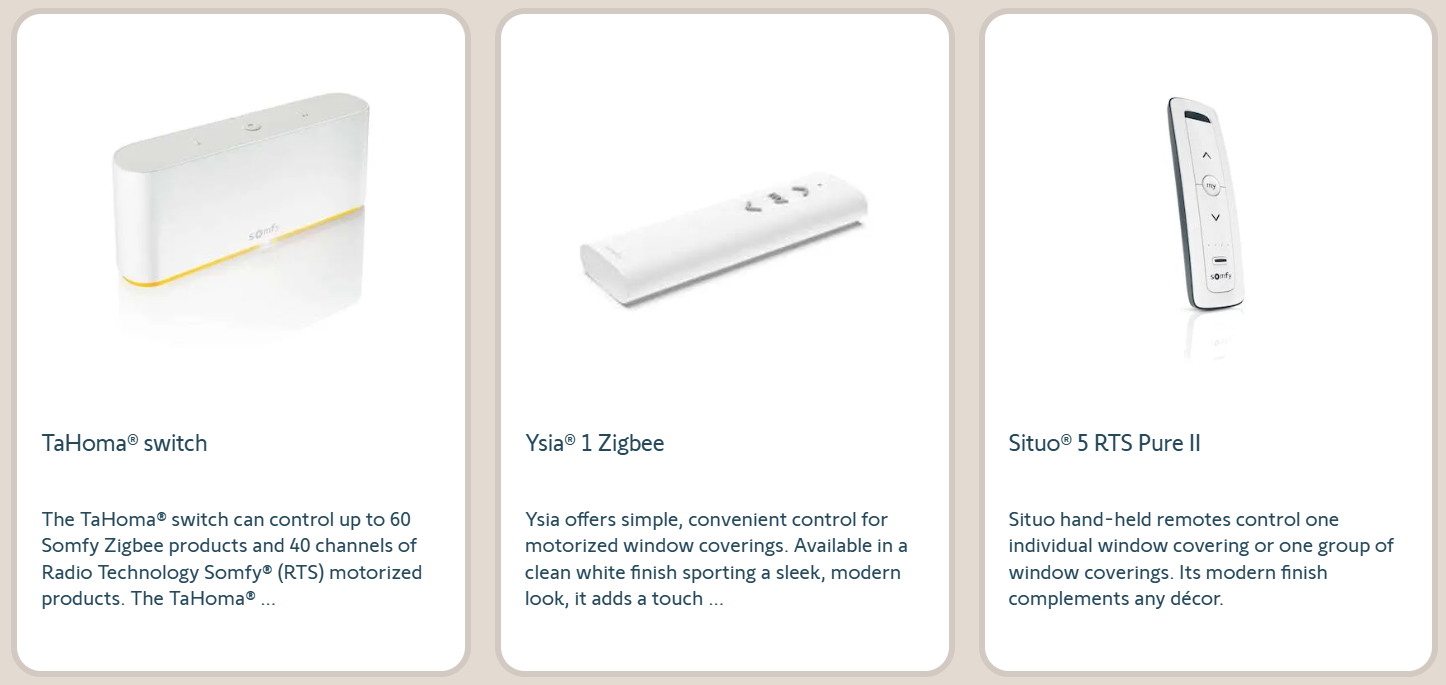 somfy
my
somfy
TaHoma® switch
Ysia® 1 Zigbee
Situo® 5 RTS Pure II
The TaHoma® switch can control up to 60
Somfy Zigbee products and 40 channels of
Radio Technology Somfy® (RTS) motorized
products. The TaHoma® ...
Ysia offers simple, convenient control for
motorized window coverings. Available in a
clean white finish sporting a sleek, modern
look, it adds a touch ...
Situo hand-held remotes control one
individual window covering or one group of
window coverings. Its modern finish
complements any décor.